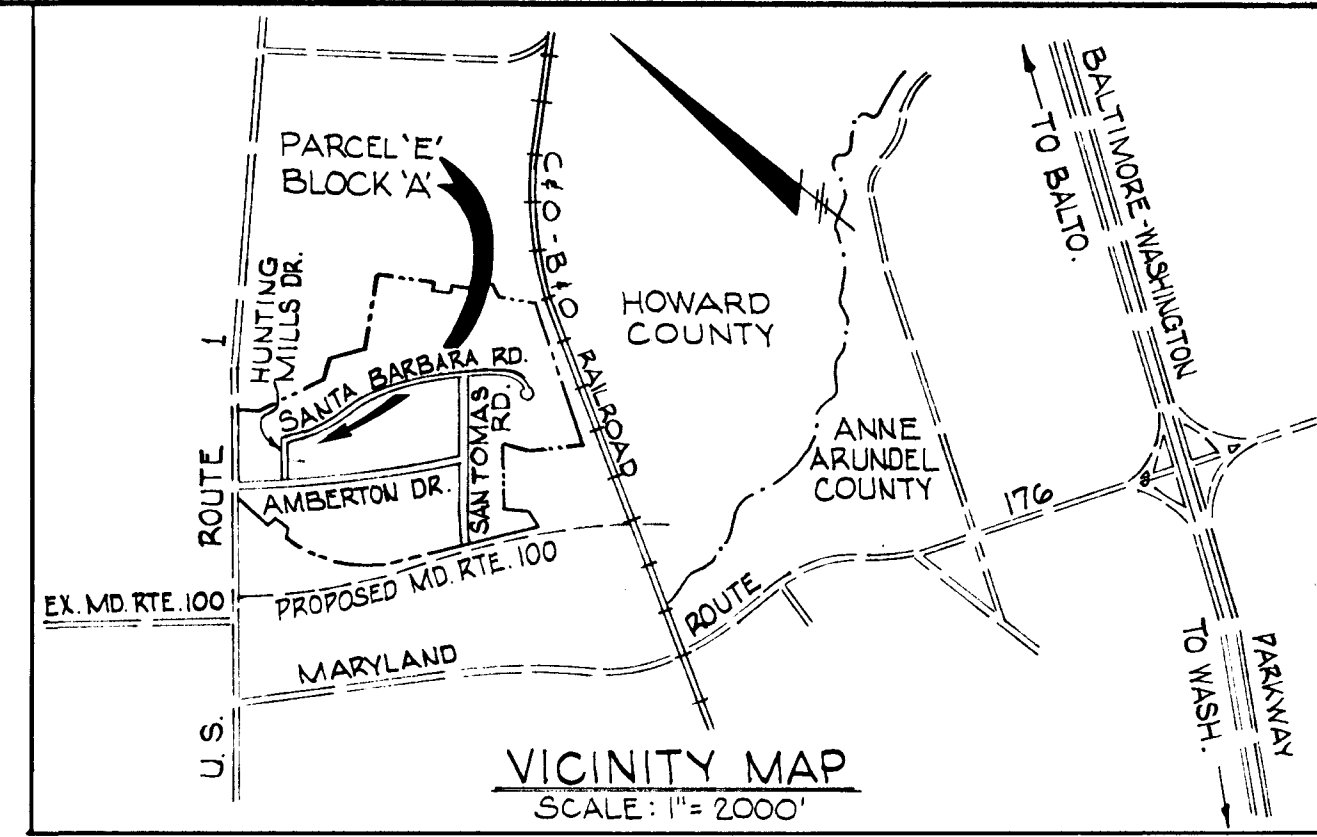 PARCEL 'E'
BLOCK 'A'
HUNTING
MILLS DR.
C & O - B & O RAILROAD
HOWARD
COUNTY
BALTIMORE-WASHINGTON
PARKWAY
TO BALTO.
SANTA BARBARA RD.
SAN TOMAS
RD.
AMBERTON DR.
ANNE
ARUNDEL
COUNTY
176
U.S. ROUTE 1
EX. MD. RTE. 100
PROPOSED MD. RTE. 100
MARYLAND ROUTE
TO WASH.
VICINITY MAP
SCALE: 1" = 2000'